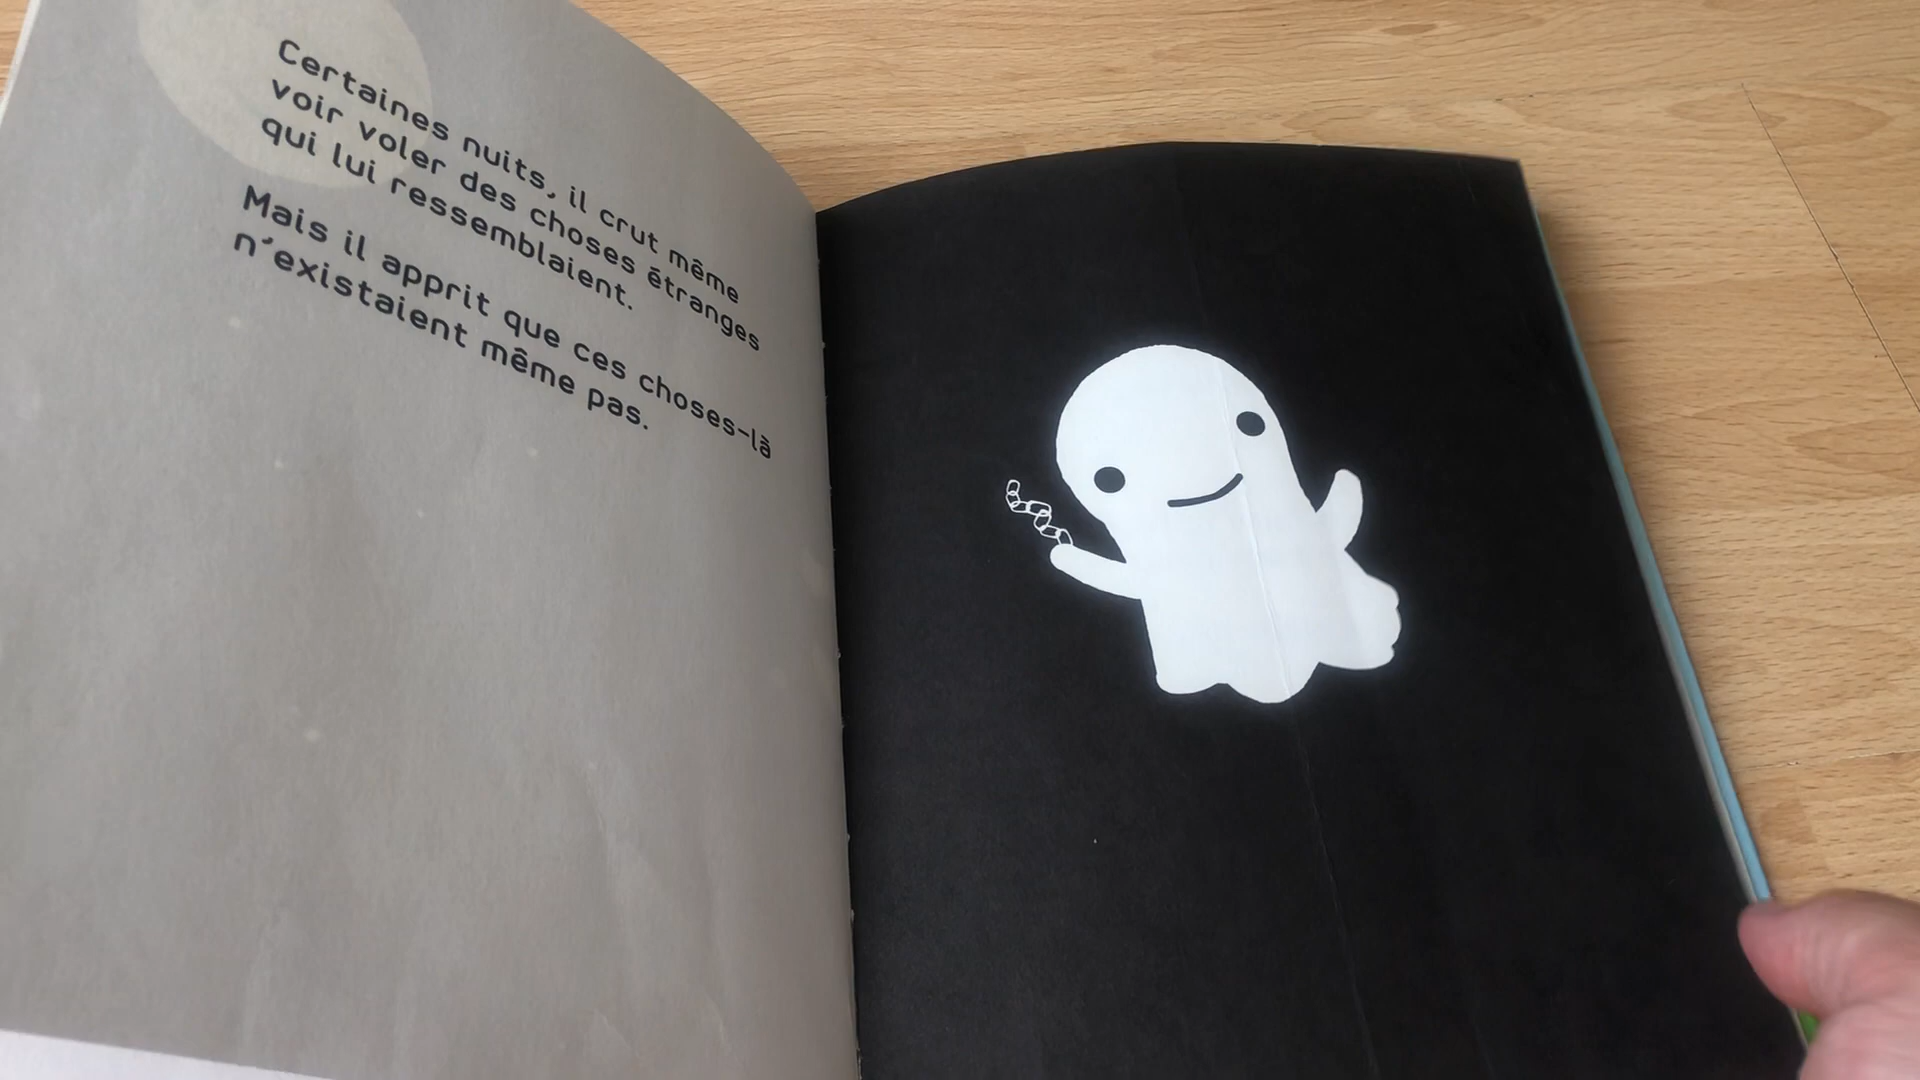 Certaines nuits, il crut même
voir voler des choses étranges
qui lui ressemblaient.
Mais il apprit que ces choses-là
n'existaient même pas.